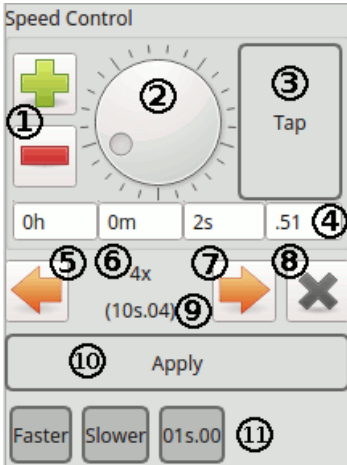 Speed Control
①
②
③
Tap
0h 0m 2s .51 ④
⑤ ⑥ ⑦ ⑧
4x
(10s.04) ⑨
⑩ Apply
Faster Slower 01s.00 ⑪